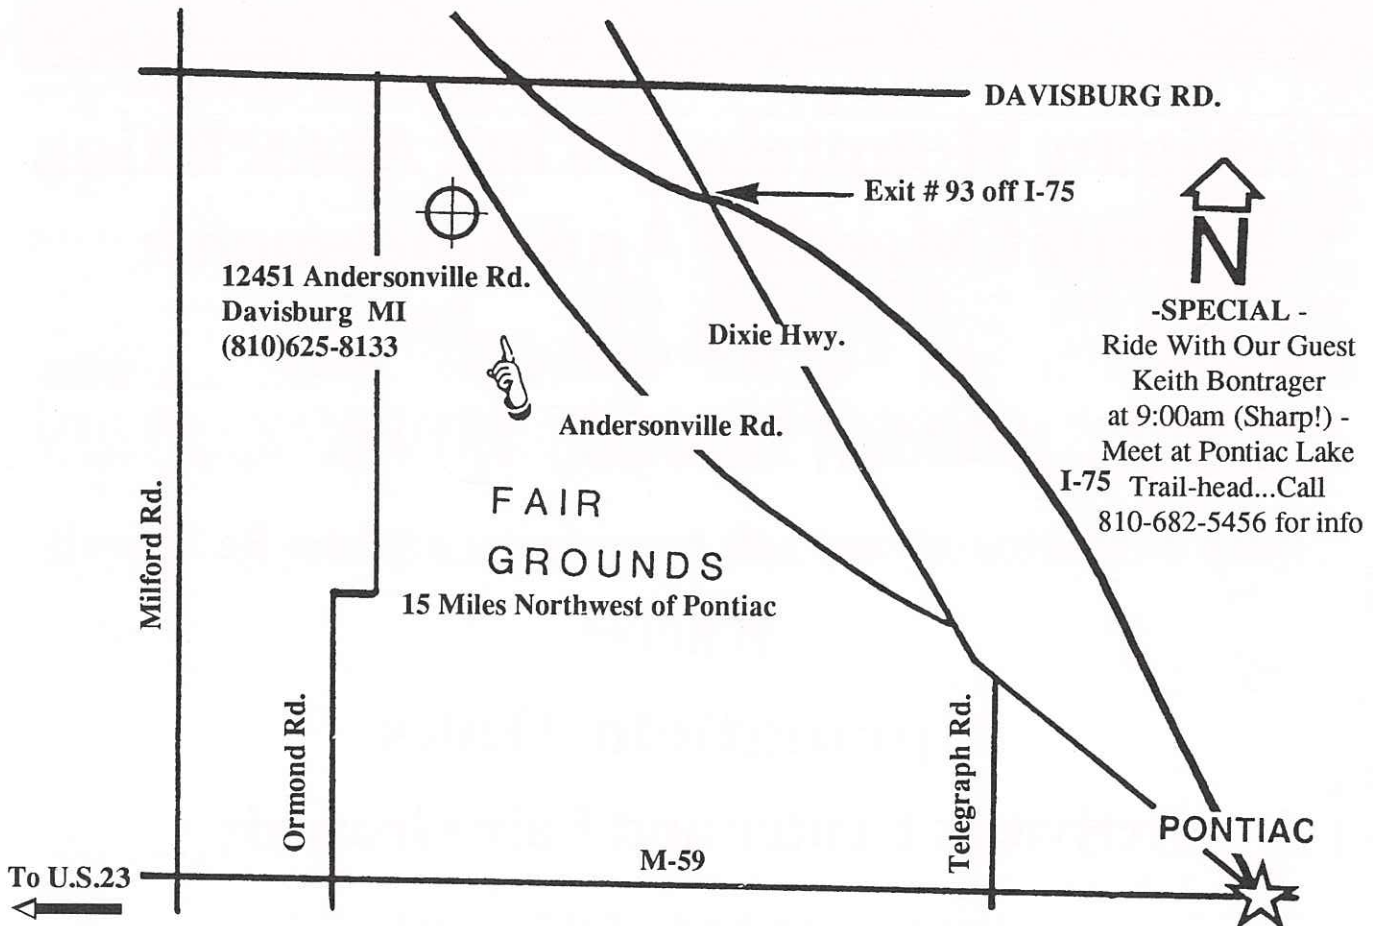 DAVISBURG RD.
Exit # 93 off I-75
N
12451 Andersonville Rd.
Davisburg MI
(810)625-8133
-SPECIAL -
Ride With Our Guest
Keith Bontrager
at 9:00am (Sharp!) -
Meet at Pontiac Lake
Trail-head...Call
810-682-5456 for info
Dixie Hwy.
Andersonville Rd.
I-75
FAIR
GROUNDS
15 Miles Northwest of Pontiac
Milford Rd.
Ormond Rd.
Telegraph Rd.
PONTIAC
M-59
To U.S.23